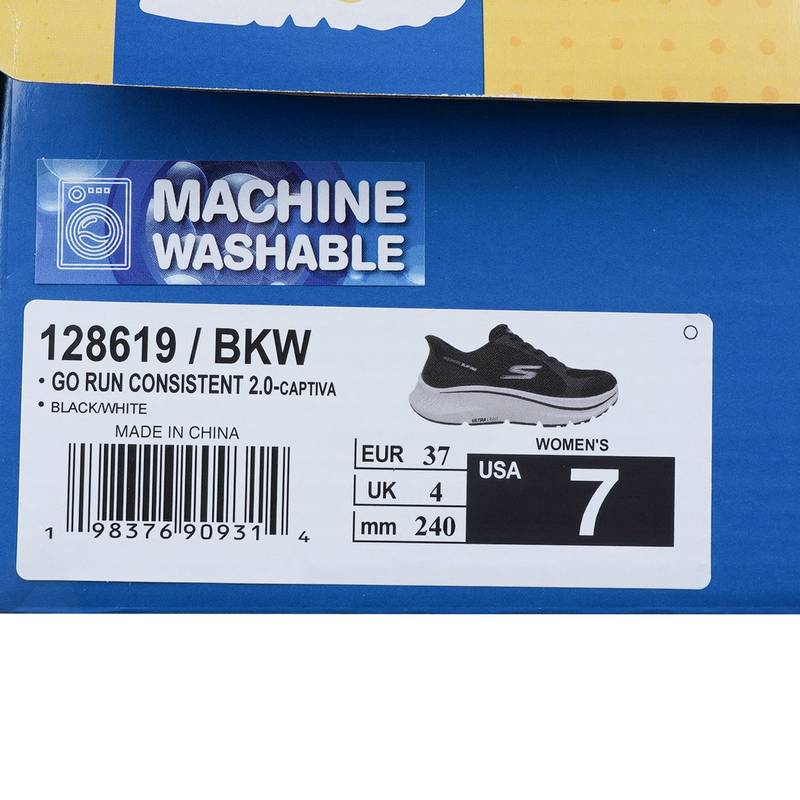 MACHINE
WASHABLE
128619 / BKW
• GO RUN CONSISTENT 2.0-CAPTIVA
• BLACK/WHITE
MADE IN CHINA
1 98376 90931 4
WOMEN'S
EUR 37
UK 4
mm 240
USA 7